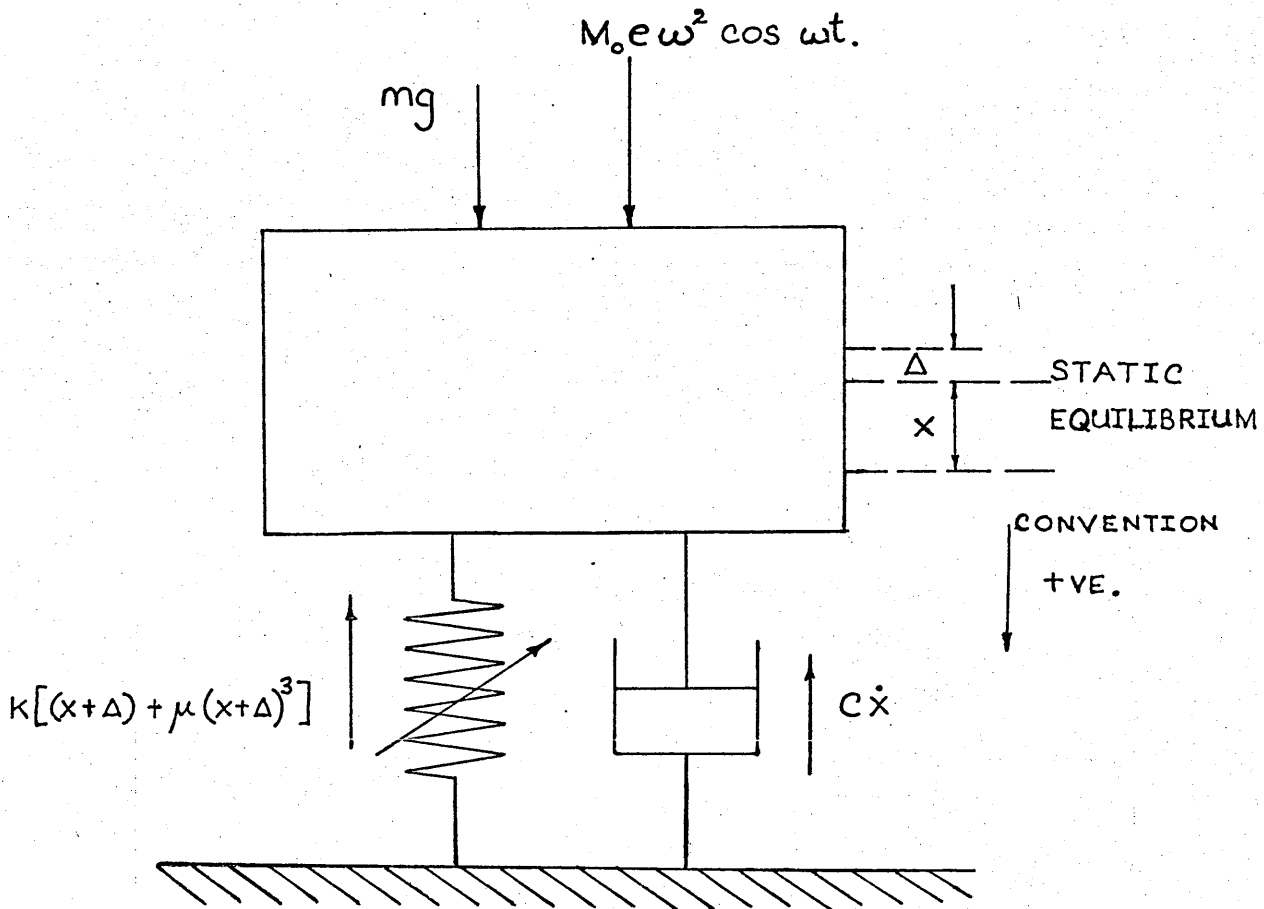 M₀eω² cos ωt.
mg
Δ
STATIC
EQUILIBRIUM
x
CONVENTION
+VE.
K[(x+Δ) + μ(x+Δ)³]
Cẋ